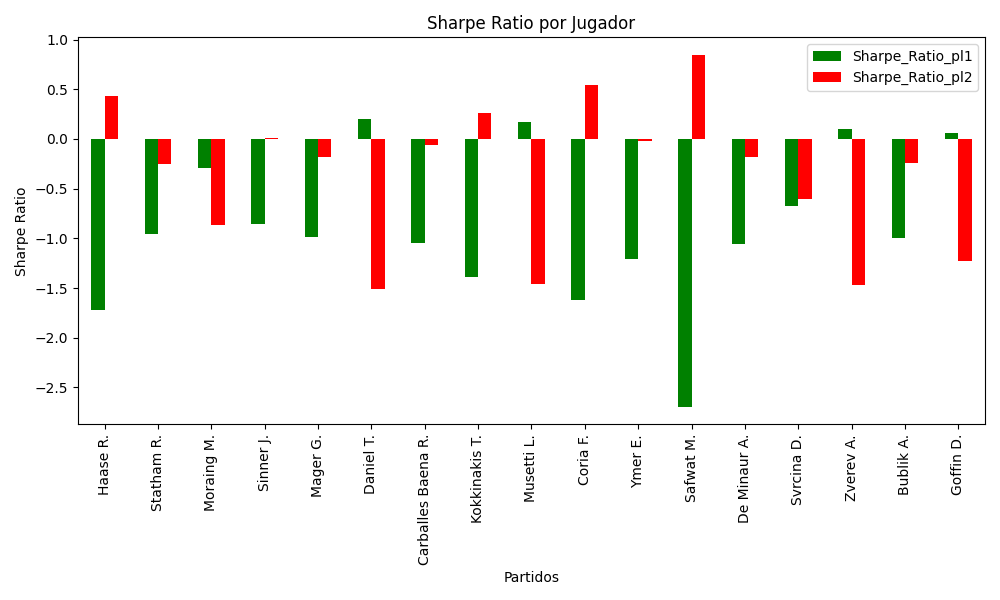 Sharpe Ratio por Jugador
Sharpe_Ratio_pl1
Sharpe_Ratio_pl2
Sharpe Ratio
1.0
0.5
0.0
−0.5
−1.0
−1.5
−2.0
−2.5
Haase R.
Statham R.
Moraing M.
Sinner J.
Mager G.
Daniel T.
Carballes Baena R.
Kokkinakis T.
Musetti L.
Coria F.
Ymer E.
Safwat M.
De Minaur A.
Svrcina D.
Zverev A.
Bublik A.
Goffin D.
Partidos